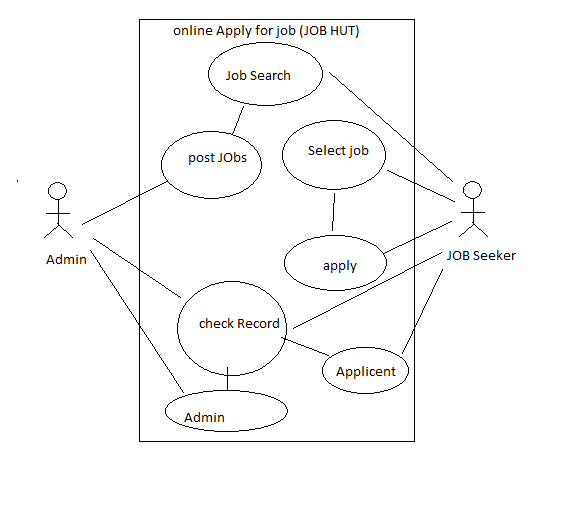 online Apply for job (JOB HUT)
Job Search
post JObs
Select job
Admin
JOB Seeker
apply
check Record
Applicent
Admin